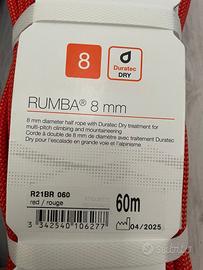 8
Duratec
DRY
RUMBA® 8 mm
8 mm diameter half rope with Duratec Dry treatment for
multi-pitch climbing and mountaineering
Corde à double de 8 mm de diamètre avec traitement Duratec
Dry pour l'escalade en grande voie et l'alpinisme
R21BR 060
red / rouge
60m
3 342540 106277
04/2025